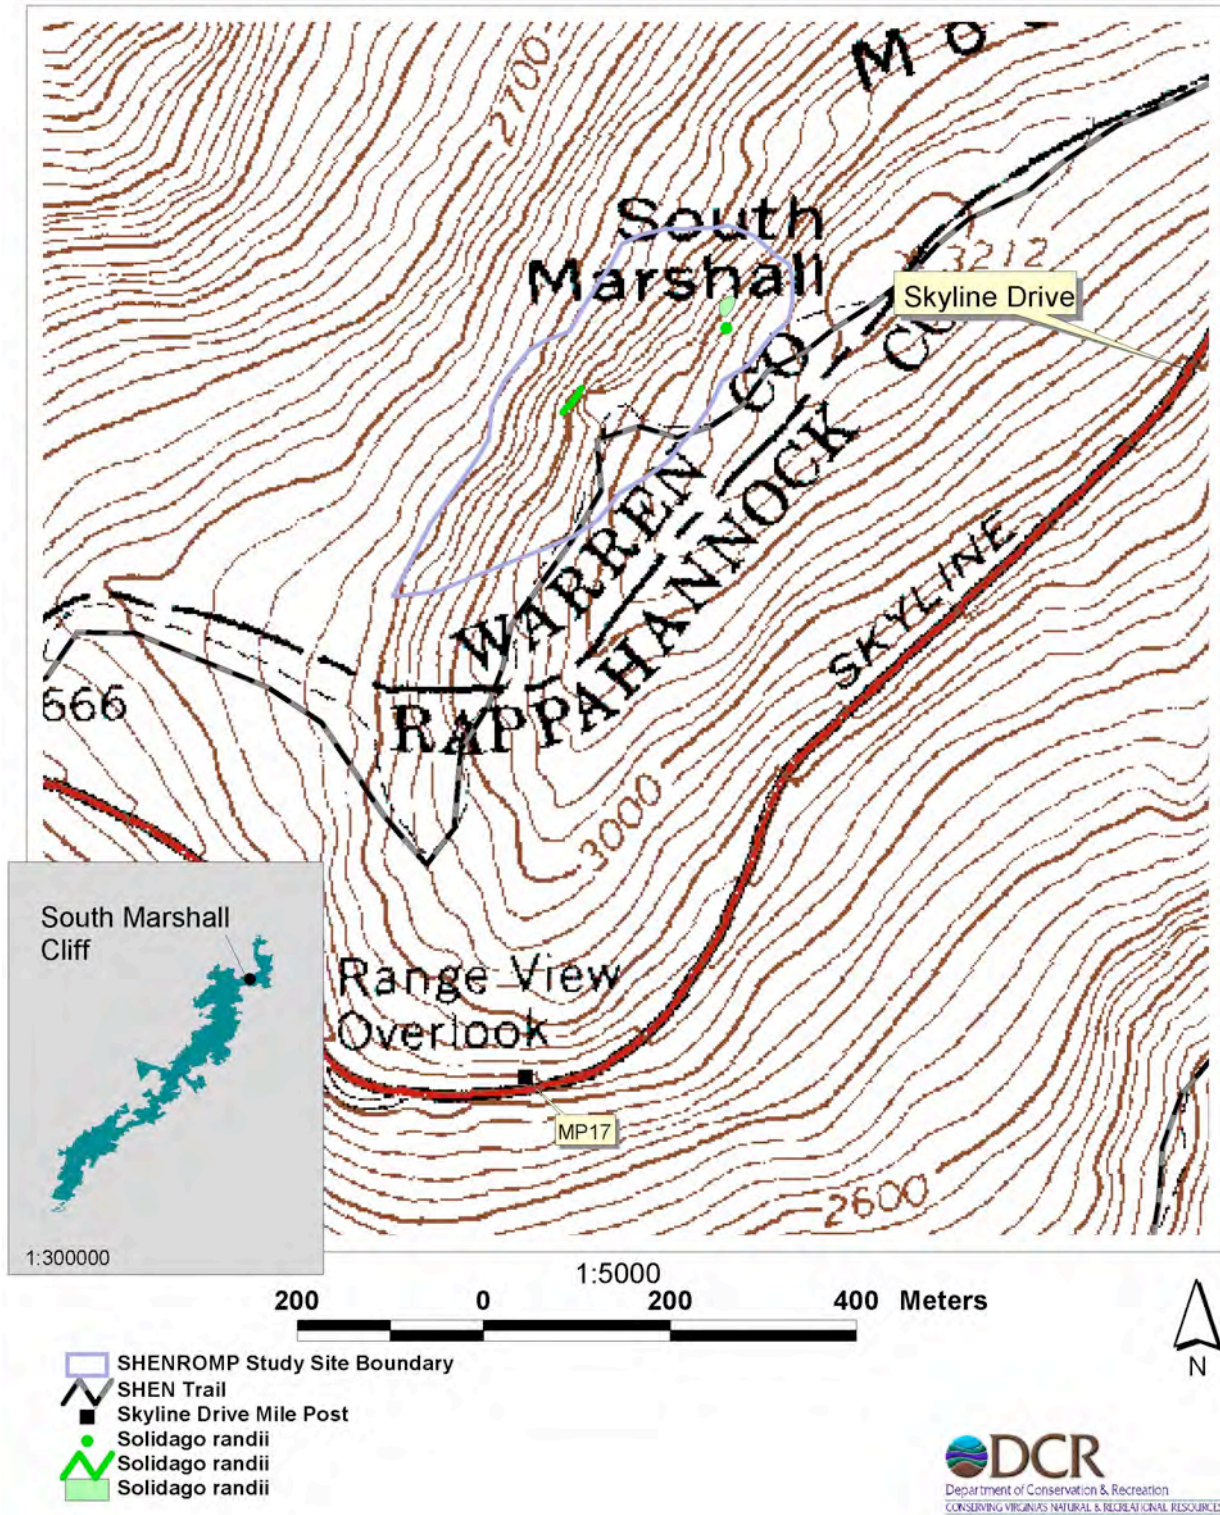 2700
Mo
South
Marshall
3212
Skyline Drive
WARREN CO
RAPPAHANNOCK CO
SKYLINE
666
3000
South Marshall
Cliff
Range View
Overlook
MP17
2600
1:300000
1:5000
200 0 200 400 Meters
SHENROMP Study Site Boundary
SHEN Trail
Skyline Drive Mile Post
Solidago randii
Solidago randii
Solidago randii
N
DCR
Department of Conservation & Recreation
CONSERVING VIRGINIA'S NATURAL & RECREATIONAL RESOURCES